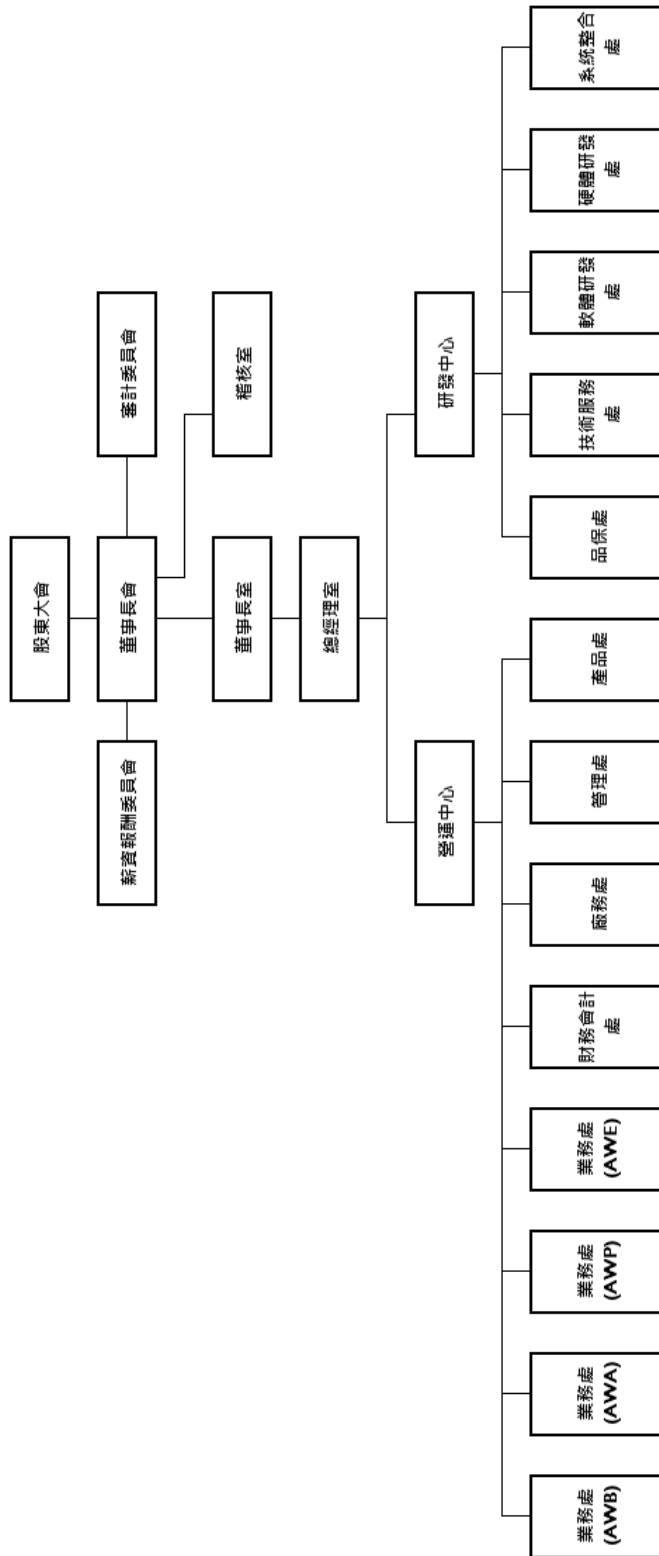 股東大會
薪資報酬委員會
董事長會
審計委員會
董事長室
稽核室
總經理室
營運中心
研發中心
業務處
(AWB)
業務處
(AWA)
業務處
(AWP)
業務處
(AWE)
財務會計
處
廠務處
管理處
產品處
品保處
技術服務
處
軟體研發
處
硬體研發
處
系統整合
處